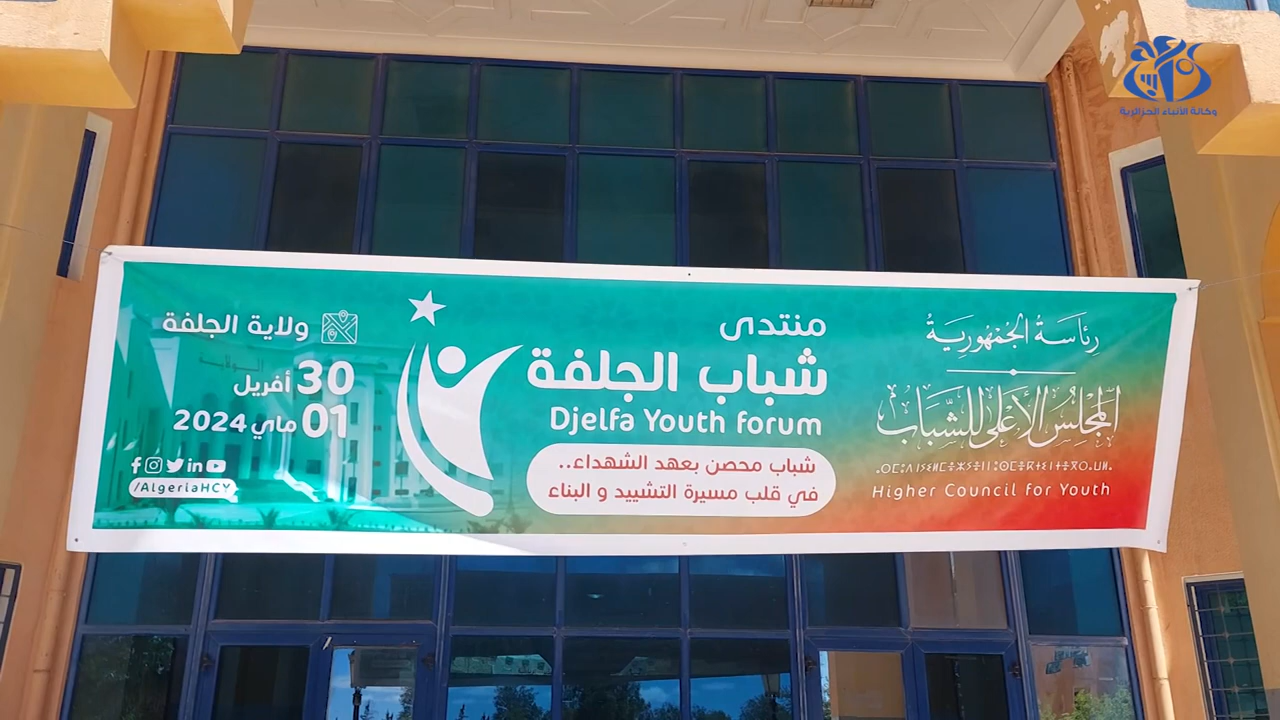 وكالة الأنباء الجزائرية
رئاسة الجمهورية
المجلس الأعلى للشباب
Higher Council for Youth
منتدى
شباب الجلفة
Djelfa Youth forum
شباب محصن بعهد الشهداء..
في قلب مسيرة التشييد و البناء
ولاية الجلفة
30 أفريل
01 ماي 2024
/AlgeriaHCY
الولاية